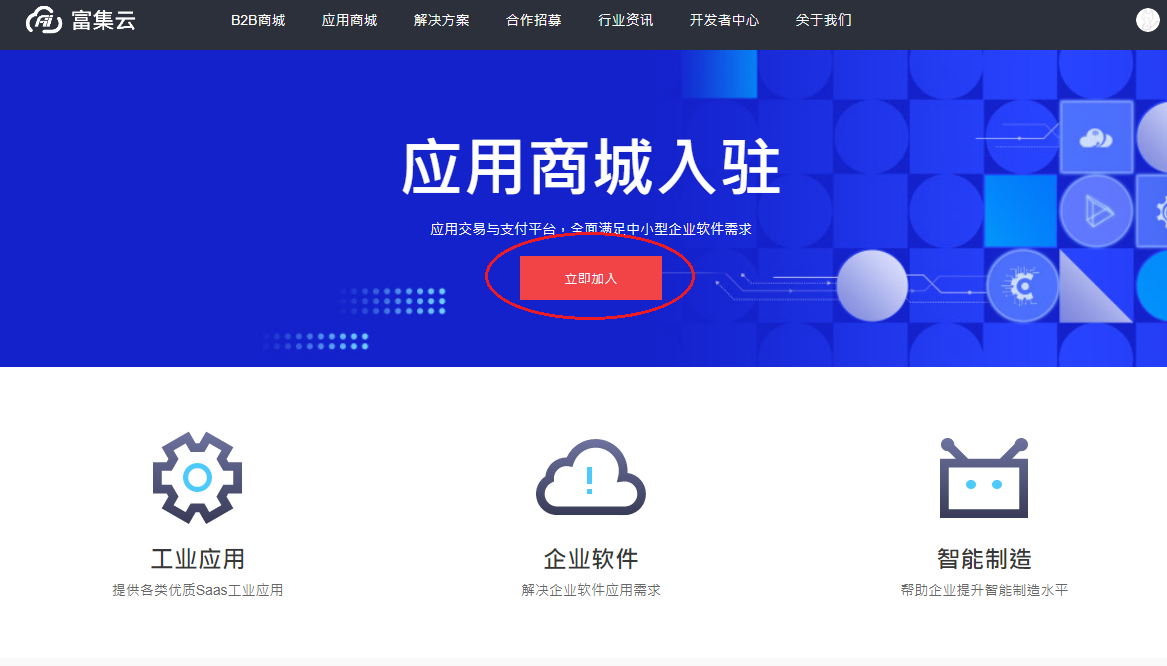 富集云
B2B商城 应用商城 解决方案 合作招募 行业资讯 开发者中心 关于我们
应用商城入驻
应用交易与支付平台，全面满足中小型企业软件需求
立即加入
工业应用 企业软件 智能制造
提供各类优质Saas工业应用 解决企业软件应用需求 帮助企业提升智能制造水平